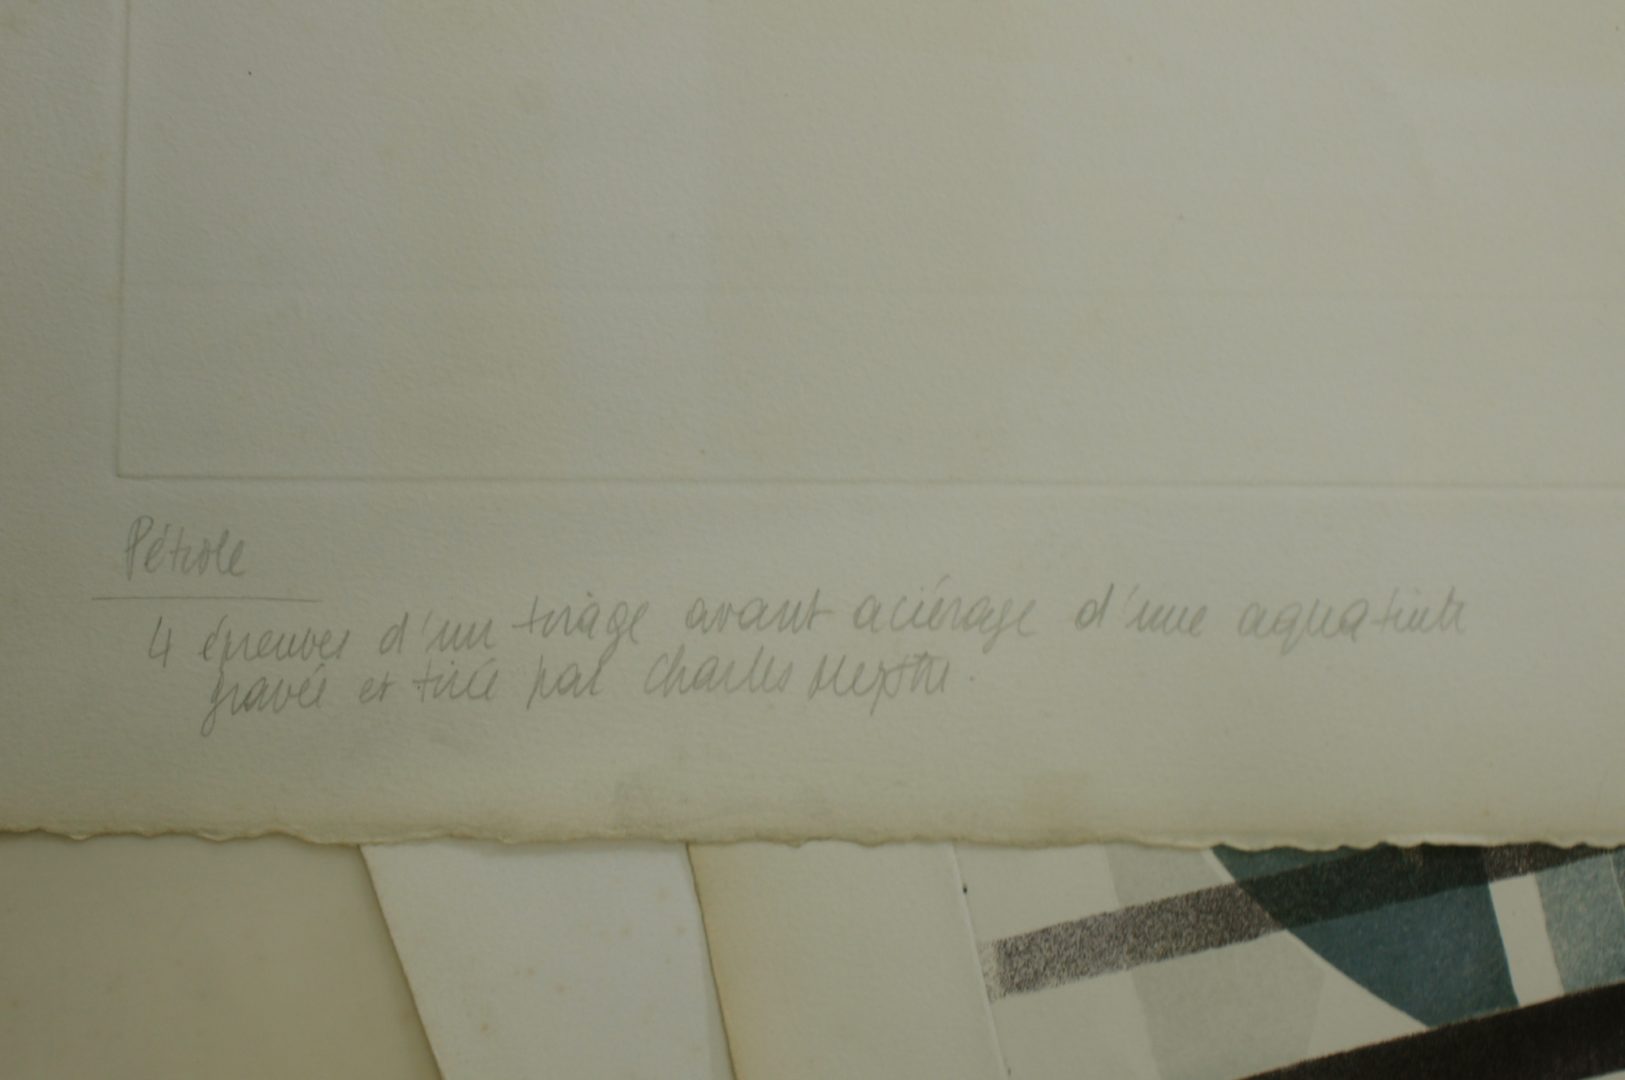 Pétrole
4 épreuves d'un tirage avant aciérage d'une aquatinte
gravée et tirée par Charles